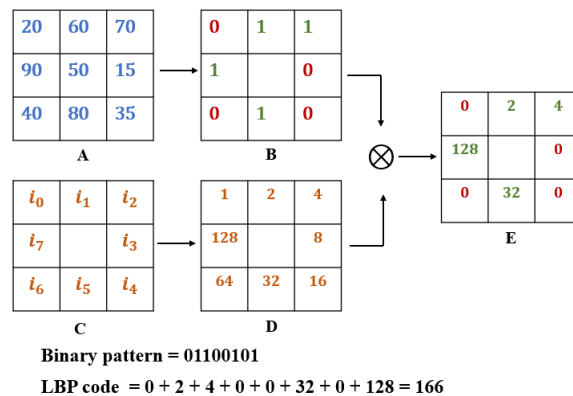 20 60 70
90 50 15
40 80 35
A
0 1 1
1 0
0 1 0
B
i₀ i₁ i₂
i₇ i₃
i₆ i₅ i₄
C
1 2 4
128 8
64 32 16
D
0 2 4
128 0
0 32 0
E
Binary pattern = 01100101
LBP code = 0 + 2 + 4 + 0 + 0 + 32 + 0 + 128 = 166